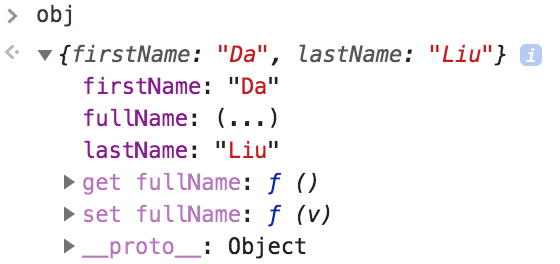 > obj
{firstName: "Da", lastName: "Liu"} i
firstName: "Da"
fullName: (...)
lastName: "Liu"
get fullName: ƒ ()
set fullName: ƒ (v)
__proto__: Object